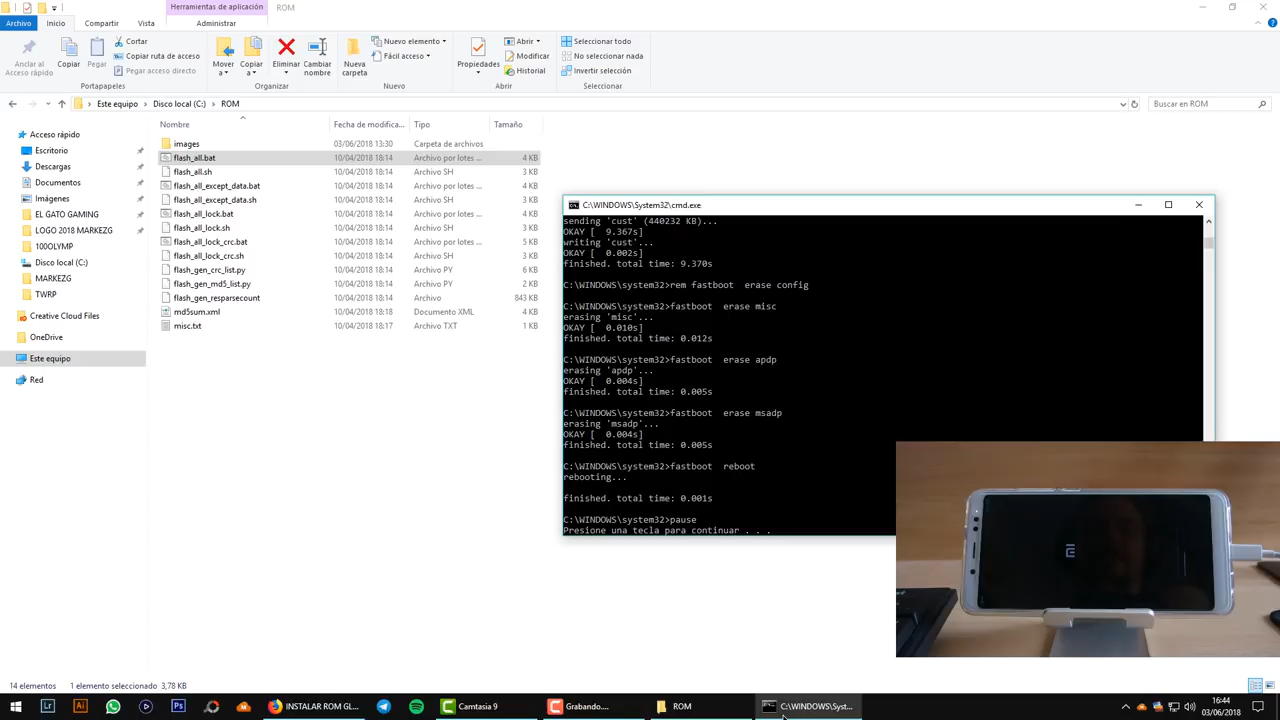 Herramientas de aplicación ROM
Archivo Inicio Compartir Vista Administrar
Anclar al Acceso rápido
Copiar
Pegar
Cortar
Copiar ruta de acceso
Pegar acceso directo
Portapapeles
Mover a
Copiar a
Eliminar
Cambiar nombre
Organizar
Nueva carpeta
Nuevo elemento
Fácil acceso
Nuevo
Propiedades
Abrir
Modificar
Historial
Abrir
Seleccionar todo
No seleccionar nada
Invertir selección
Seleccionar
Este equipo > Disco local (C:) > ROM
Buscar en ROM
Acceso rápido
Escritorio
Descargas
Documentos
Imágenes
EL GATO GAMING
LOGO 2018 MARKEZG
100OLYMP
Disco local (C:)
MARKEZG
TWRP
Creative Cloud Files
OneDrive
Este equipo
Red
Nombre Fecha de modifica... Tipo Tamaño
images 03/06/2018 13:30 Carpeta de archivos
flash_all.bat 10/04/2018 18:14 Archivo por lotes ... 4 KB
flash_all.sh 10/04/2018 18:14 Archivo SH 3 KB
flash_all_except_data.bat 10/04/2018 18:14 Archivo por lotes ... 4 KB
flash_all_except_data.sh 10/04/2018 18:14 Archivo SH 3 KB
flash_all_lock.bat 10/04/2018 18:14 Archivo por lotes ... 4 KB
flash_all_lock.sh 10/04/2018 18:14 Archivo SH 3 KB
flash_all_lock_crc.bat 10/04/2018 18:14 Archivo por lotes ... 5 KB
flash_all_lock_crc.sh 10/04/2018 18:14 Archivo SH 3 KB
flash_gen_crc_list.py 10/04/2018 18:14 Archivo PY 6 KB
flash_gen_md5_list.py 10/04/2018 18:14 Archivo PY 2 KB
flash_gen_resparsecount 10/04/2018 18:14 Archivo 843 KB
md5sum.xml 10/04/2018 18:18 Documento XML 4 KB
misc.txt 10/04/2018 18:17 Archivo TXT 1 KB
C:\WINDOWS\System32\cmd.exe
sending 'cust' (440232 KB)...
OKAY [  9.367s]
writing 'cust'...
OKAY [  0.002s]
finished. total time: 9.370s
C:\WINDOWS\system32>rem fastboot  erase config
C:\WINDOWS\system32>fastboot  erase misc
erasing 'misc'...
OKAY [  0.010s]
finished. total time: 0.012s
C:\WINDOWS\system32>fastboot  erase apdp
erasing 'apdp'...
OKAY [  0.004s]
finished. total time: 0.005s
C:\WINDOWS\system32>fastboot  erase msadp
erasing 'msadp'...
OKAY [  0.004s]
finished. total time: 0.005s
C:\WINDOWS\system32>fastboot  reboot
rebooting...
finished. total time: 0.001s
C:\WINDOWS\system32>pause
Presione una tecla para continuar . . .
14 elementos 1 elemento seleccionado 3,78 KB
INSTALAR ROM GL...
Camtasia 9
Grabando....
ROM
C:\WINDOWS\Syst...
16:44
03/06/2018